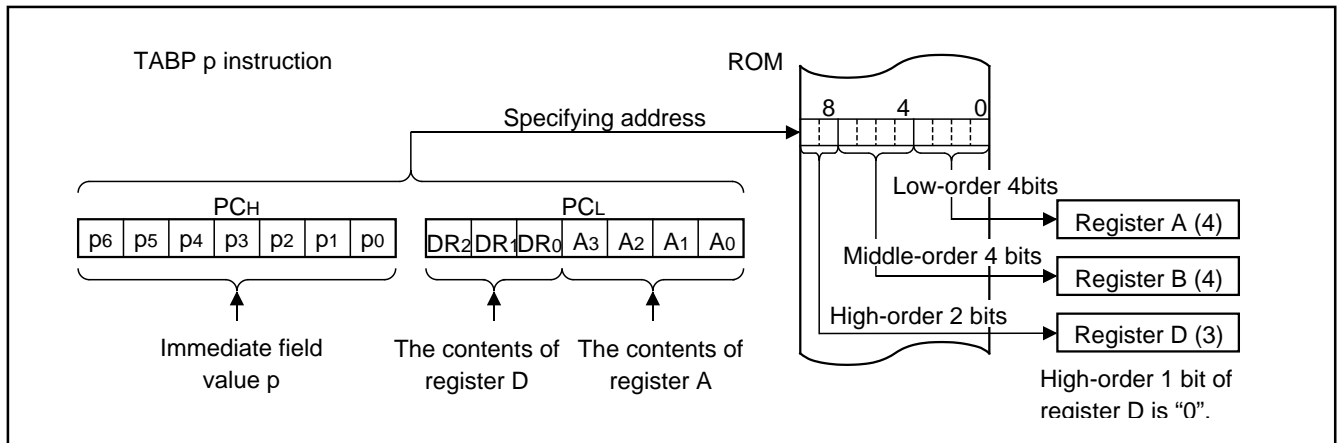 TABP p instruction
ROM
8 4 0
Specifying address
Low-order 4bits
PCH
PCL
p6 p5 p4 p3 p2 p1 p0
DR2 DR1 DR0 A3 A2 A1 A0
Register A (4)
Middle-order 4 bits
Register B (4)
High-order 2 bits
Register D (3)
Immediate field
value p
The contents of
register D
The contents of
register A
High-order 1 bit of
register D is “0”.